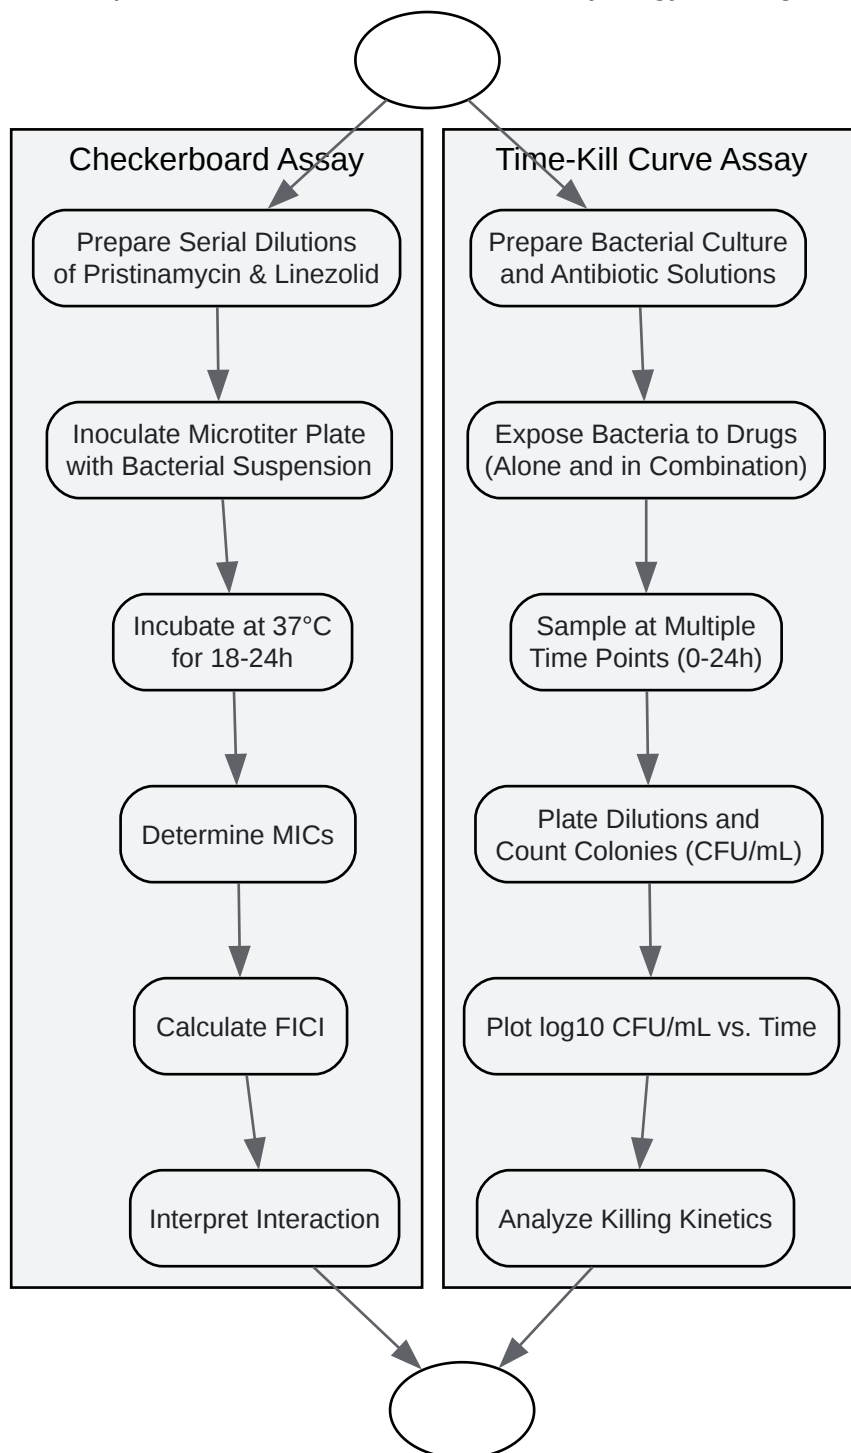 Checkerboard Assay
Prepare Serial Dilutions
of Pristinamycin & Linezolid
Inoculate Microtiter Plate
with Bacterial Suspension
Incubate at 37°C
for 18-24h
Determine MICs
Calculate FICI
Interpret Interaction
Time-Kill Curve Assay
Prepare Bacterial Culture
and Antibiotic Solutions
Expose Bacteria to Drugs
(Alone and in Combination)
Sample at Multiple
Time Points (0-24h)
Plate Dilutions and
Count Colonies (CFU/mL)
Plot log10 CFU/mL vs. Time
Analyze Killing Kinetics